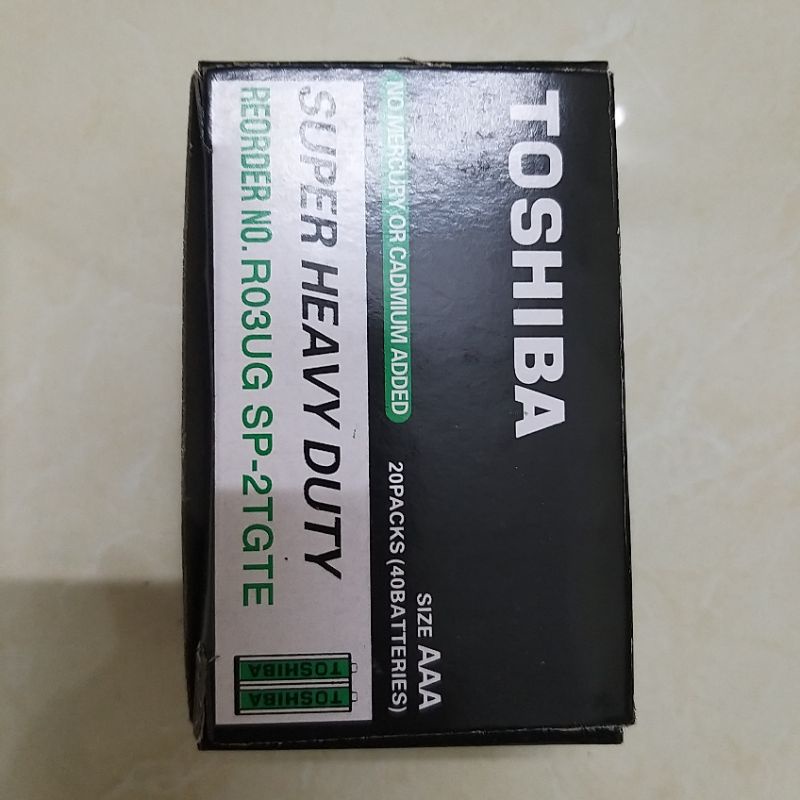 TOSHIBA
NO MERCURY OR CADMIUM ADDED
SIZE AAA
20PACKS (40BATTERIES)
SUPER HEAVY DUTY
REORDER NO. R03UG SP-2TGTE
TOSHIBA
TOSHIBA